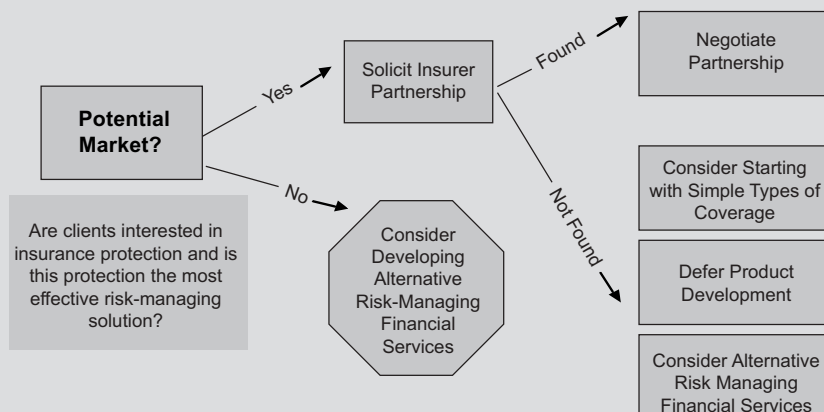 Potential
Market?
Are clients interested in
insurance protection and is
this protection the most
effective risk-managing
solution?
Yes
No
Solicit Insurer
Partnership
Consider
Developing
Alternative
Risk-Managing
Financial
Services
Found
Not Found
Negotiate
Partnership
Consider Starting
with Simple Types of
Coverage
Defer Product
Development
Consider Alternative
Risk Managing
Financial Services